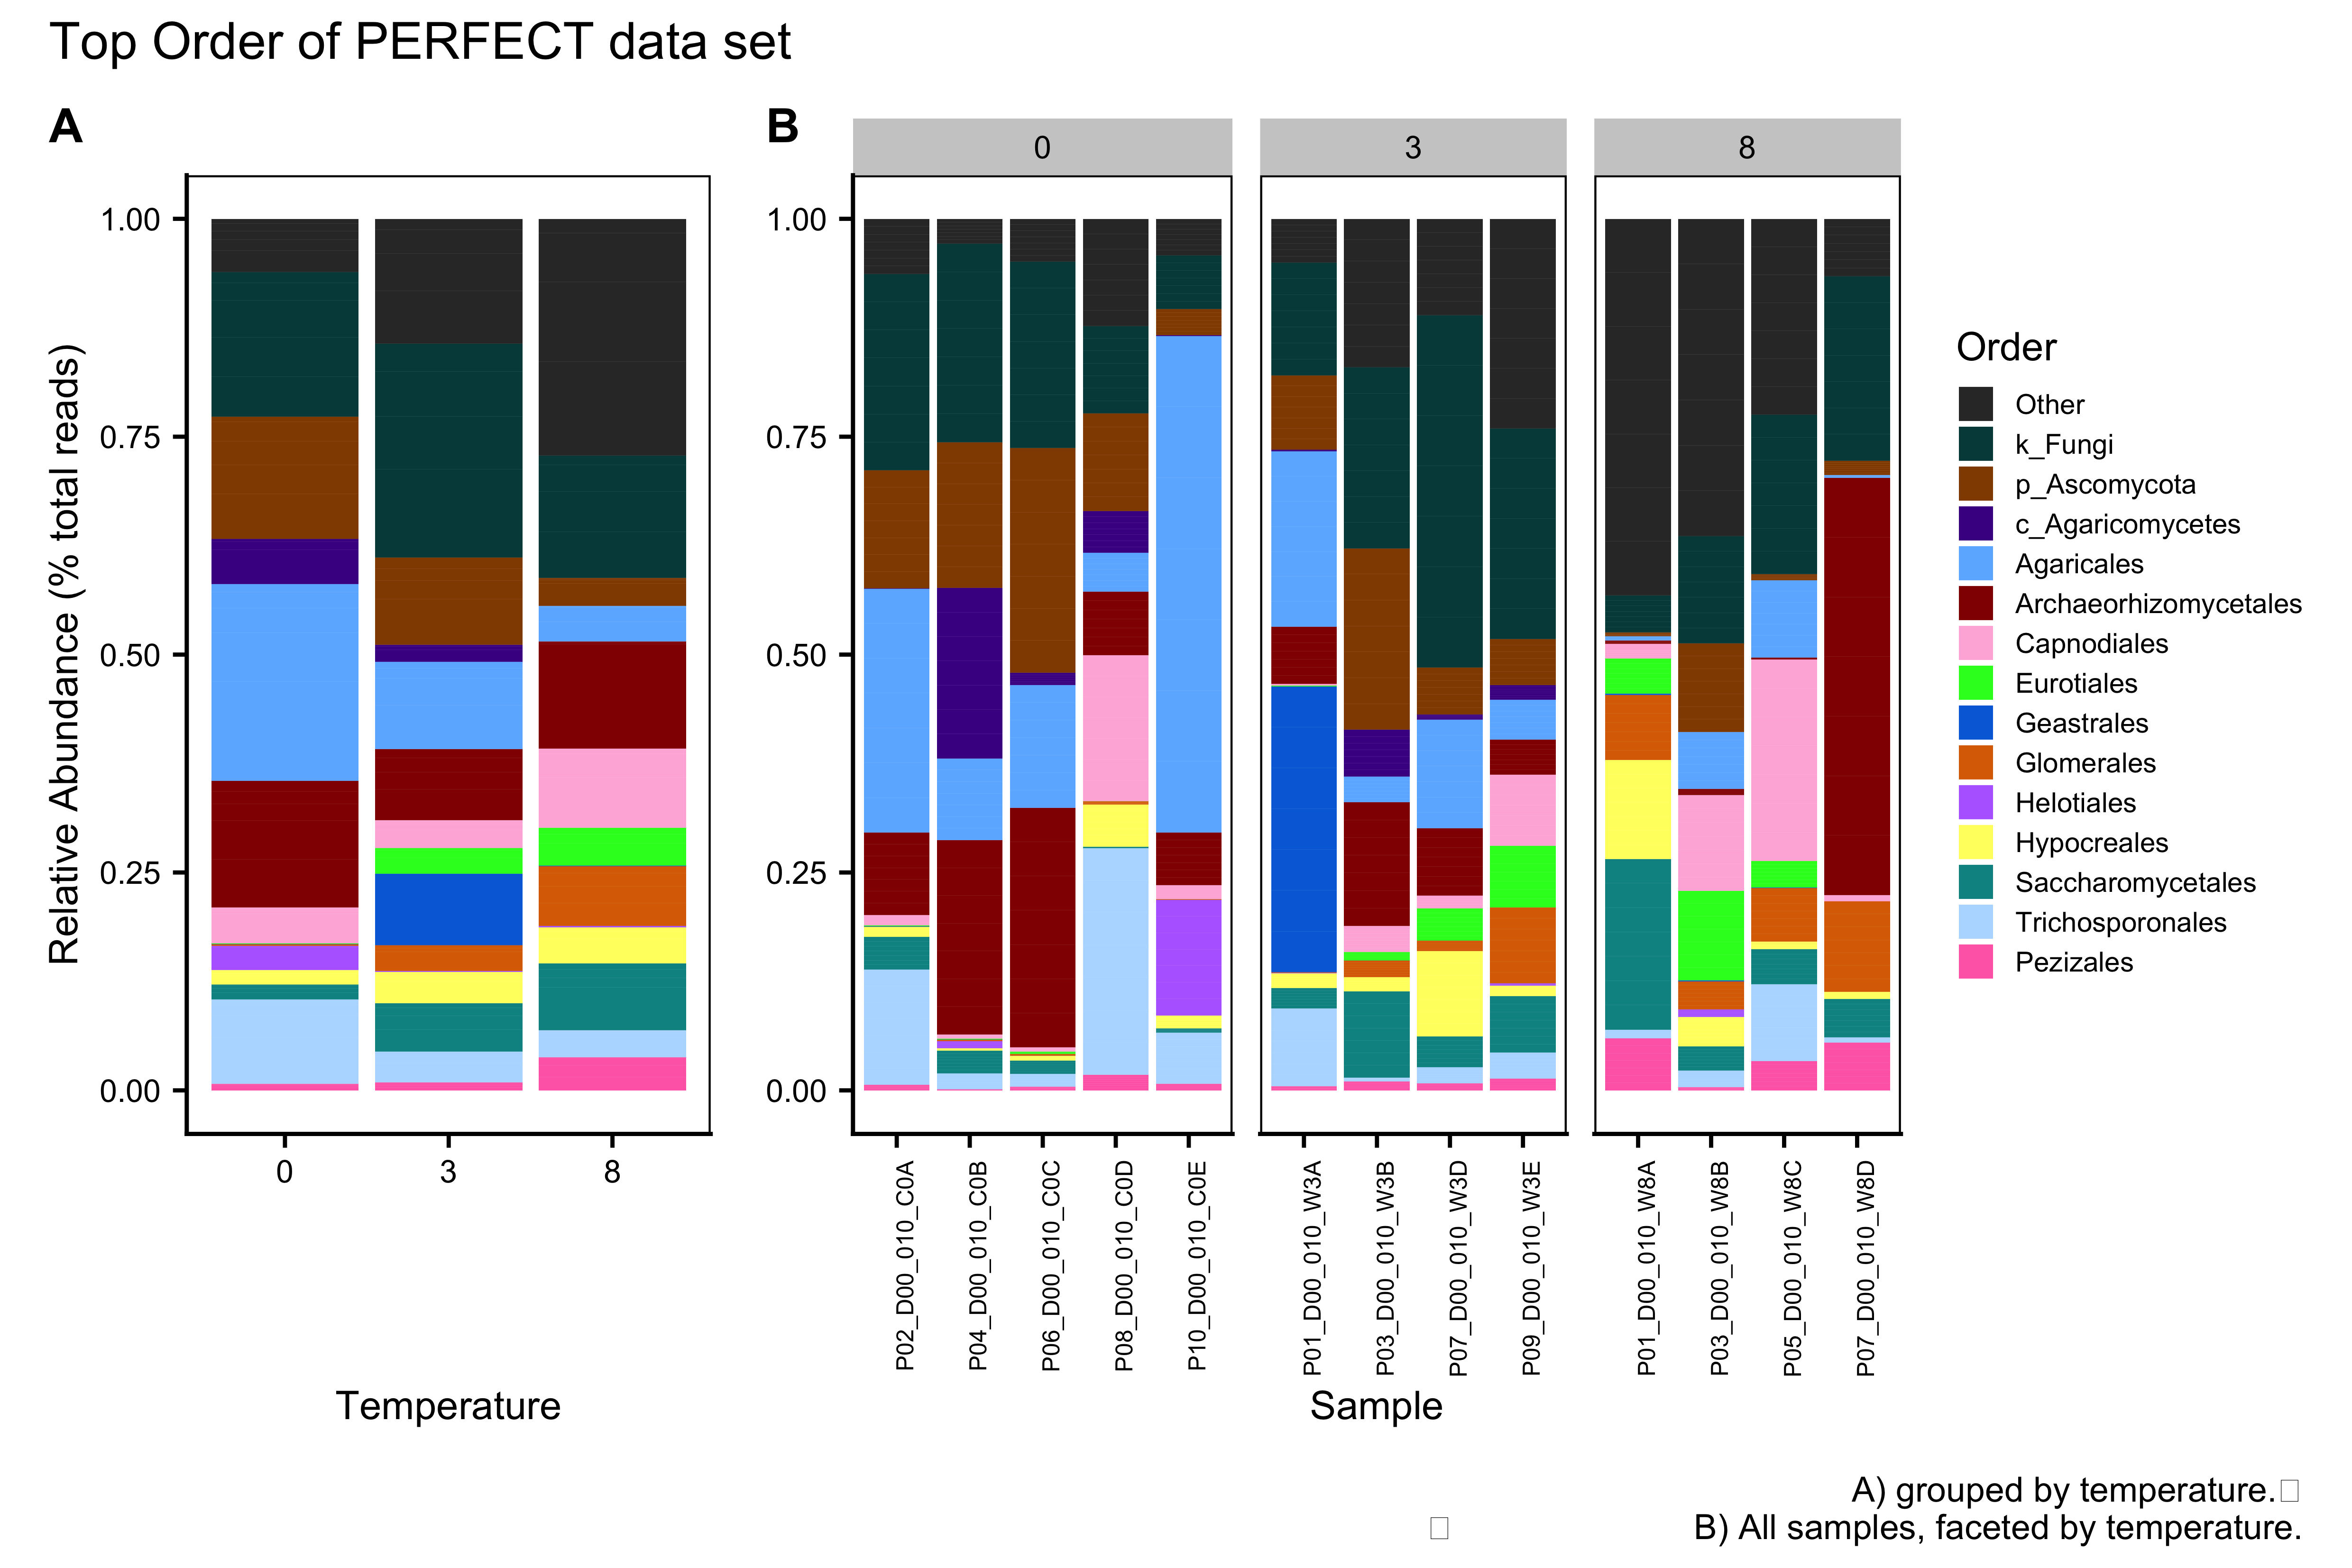 Top Order of PERFECT data set
A
Relative Abundance (% total reads)
1.00
0.75
0.50
0.25
0.00
0 3 8
Temperature
B
0 3 8
1.00
0.75
0.50
0.25
0.00
P02_D00_010_C0A
P04_D00_010_C0B
P06_D00_010_C0C
P08_D00_010_C0D
P10_D00_010_C0E
P01_D00_010_W3A
P03_D00_010_W3B
P07_D00_010_W3D
P09_D00_010_W3E
P01_D00_010_W8A
P03_D00_010_W8B
P05_D00_010_W8C
P07_D00_010_W8D
Sample
Order
Other
k_Fungi
p_Ascomycota
c_Agaricomycetes
Agaricales
Archaeorhizomycetales
Capnodiales
Eurotiales
Geastrales
Glomerales
Helotiales
Hypocreales
Saccharomycetales
Trichosporonales
Pezizales
A) grouped by temperature.
B) All samples, faceted by temperature.